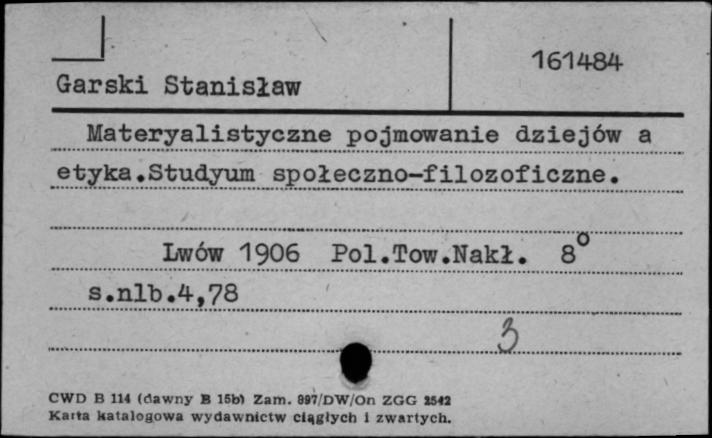 161484
Garski Stanisław
Materyalistyczne pojmowanie dziejów a
etyka.Studyum społeczno-filozoficzne.
Lwów 1906 Pol.Tow.Nakł. 8°
s.nlb.4,78
3
CWD B 114 (dawny B 15b) Zam. 897/DW/On ZGG 2542
Karta katalogowa wydawnictw ciągłych i zwartych.